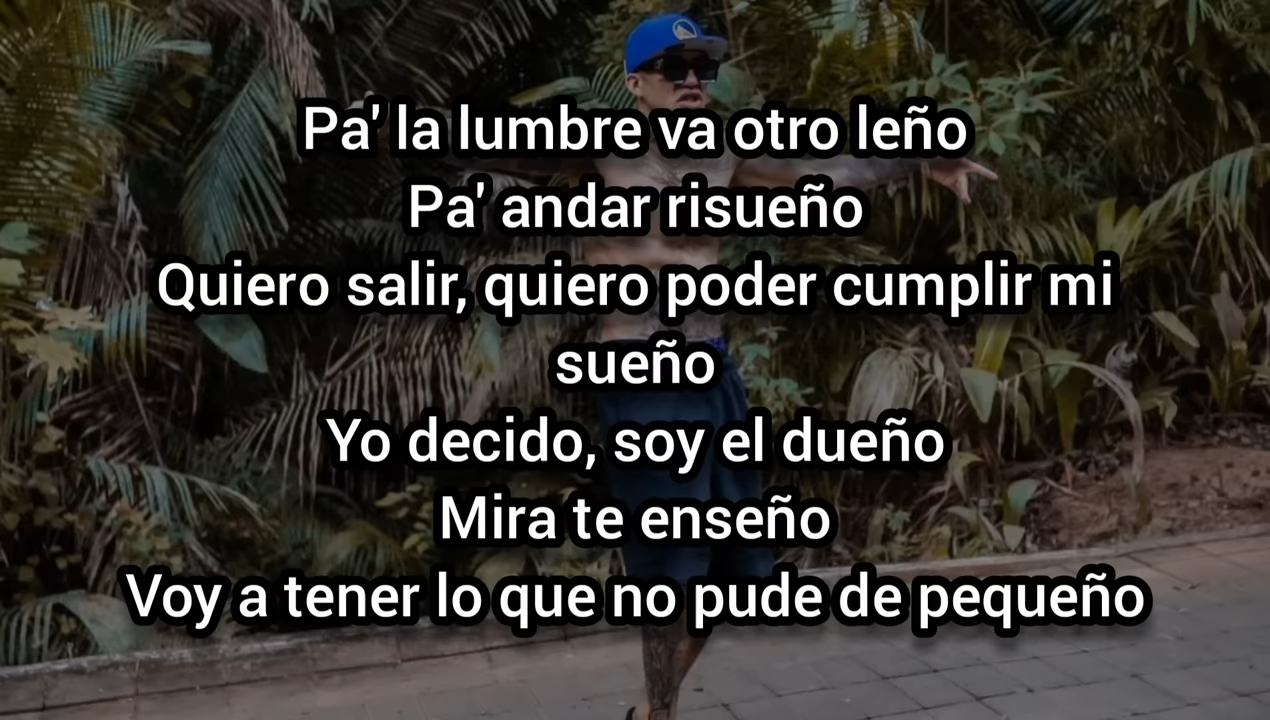 Pa' la lumbre va otro leño
Pa' andar risueño
Quiero salir, quiero poder cumplir mi
sueño
Yo decido, soy el dueño
Mira te enseño
Voy a tener lo que no pude de pequeño